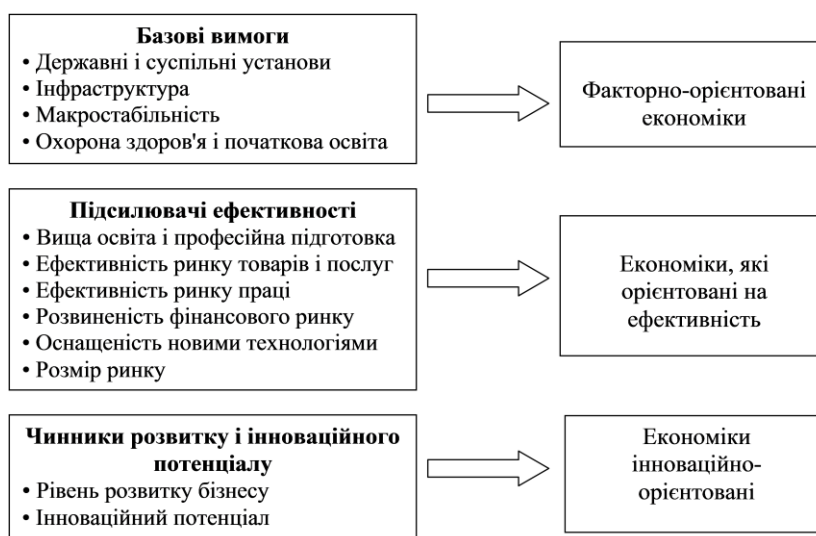 Базові вимоги
• Державні і суспільні установи
• Інфраструктура
• Макростабільність
• Охорона здоров'я і початкова освіта
Факторно-орієнтовані
економіки
Підсилювачі ефективності
• Вища освіта і професійна підготовка
• Ефективність ринку товарів і послуг
• Ефективність ринку праці
• Розвиненість фінансового ринку
• Оснащеність новими технологіями
• Розмір ринку
Економіки, які
орієнтовані на
ефективність
Чинники розвитку і інноваційного
потенціалу
• Рівень розвитку бізнесу
• Інноваційний потенціал
Економіки
інноваційно-
орієнтовані